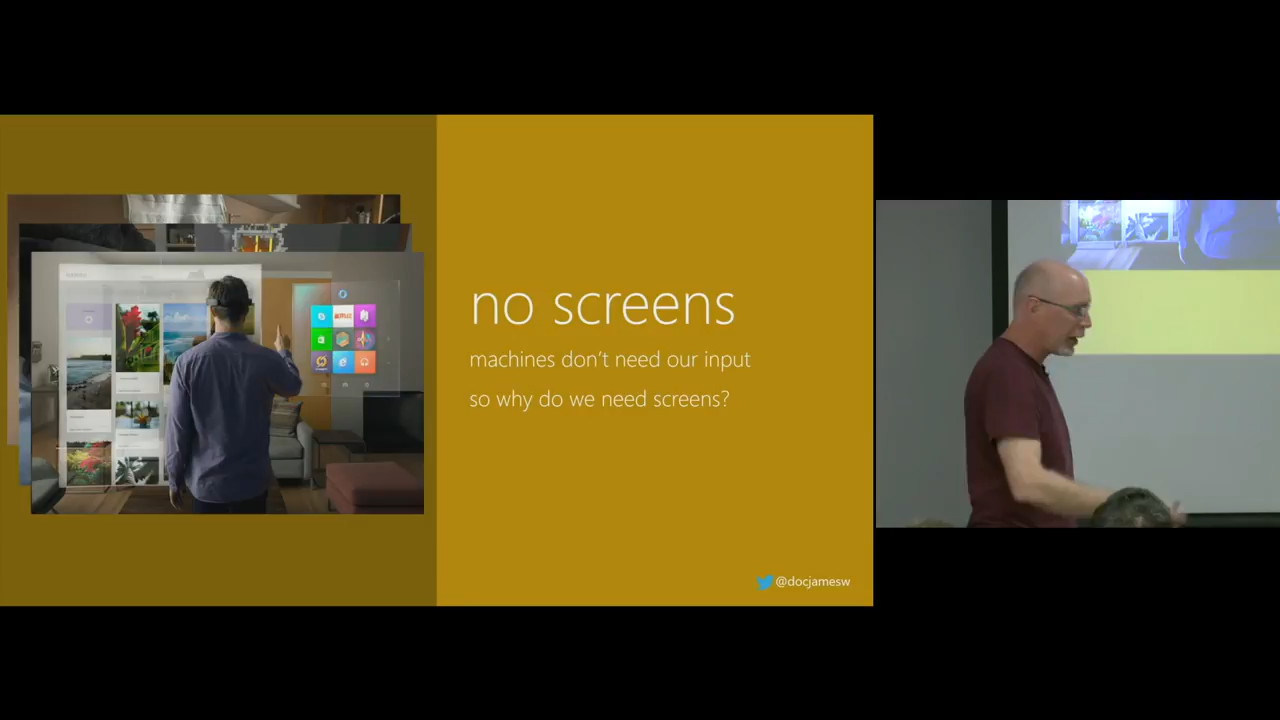 no screens
machines don't need our input
so why do we need screens?
@docjamesw